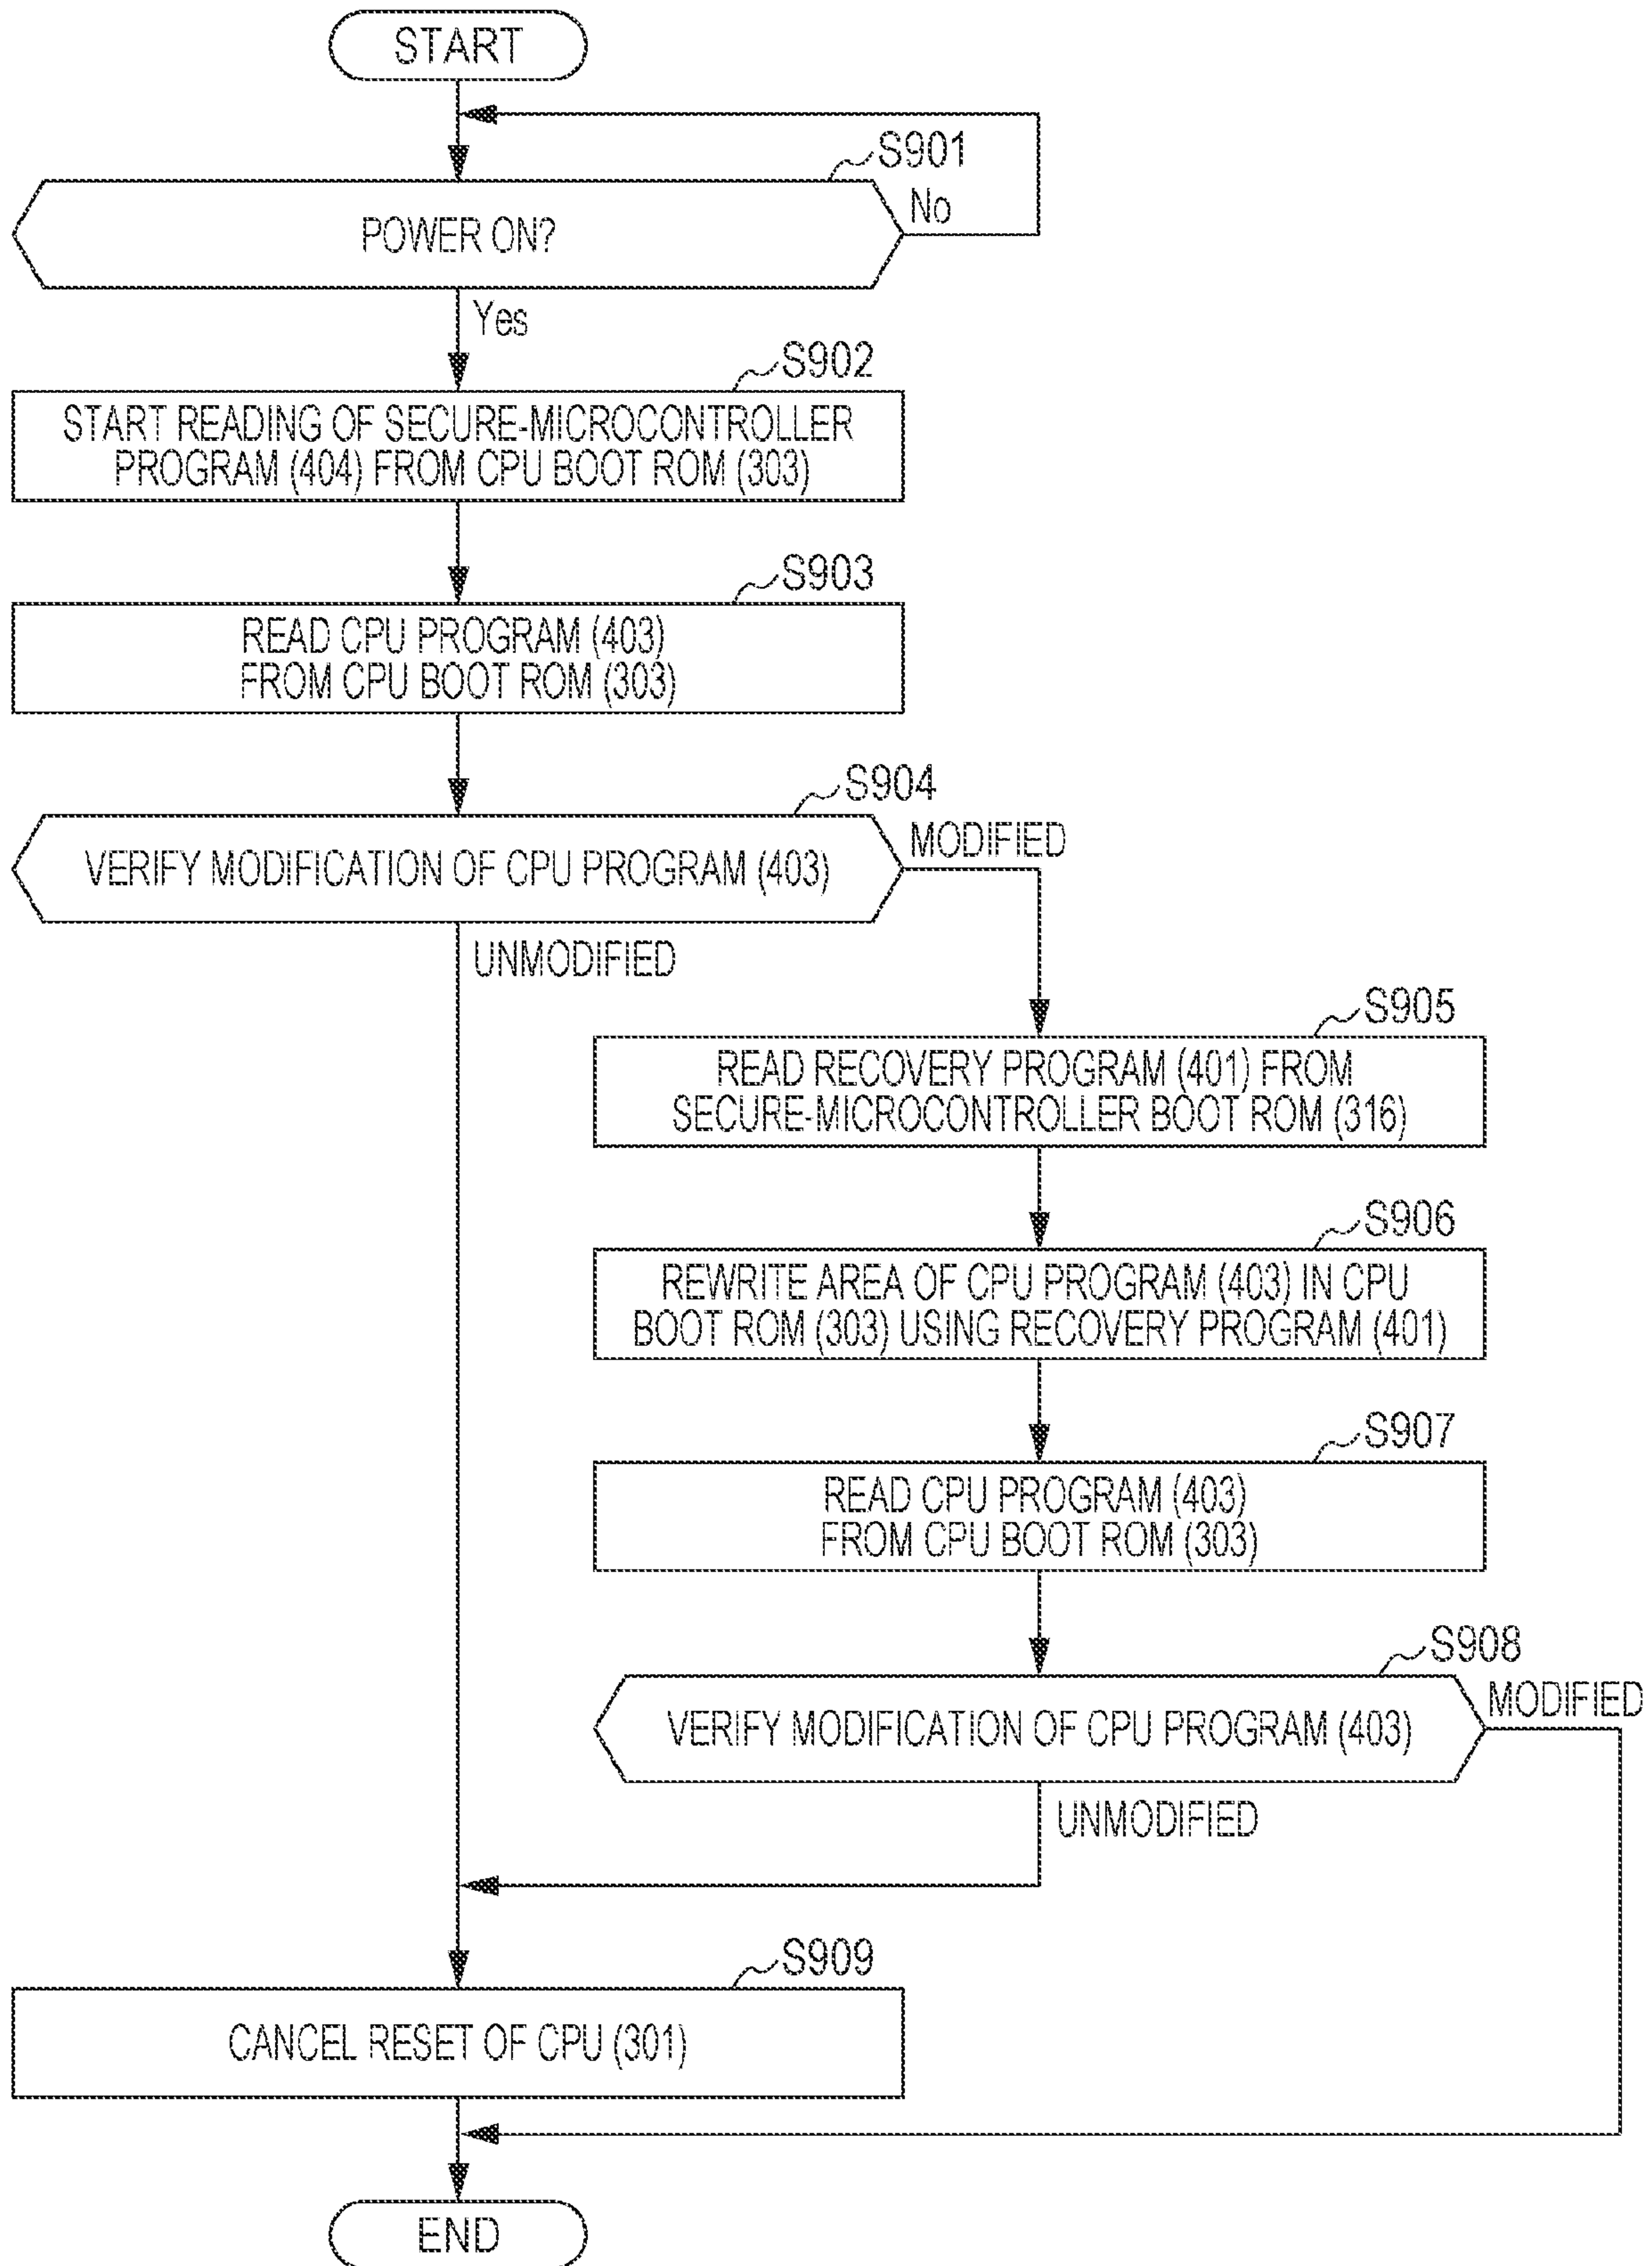 START
S901
No
POWER ON?
Yes
S902
START READING OF SECURE-MICROCONTROLLER
PROGRAM (404) FROM CPU BOOT ROM (303)
S903
READ CPU PROGRAM (403)
FROM CPU BOOT ROM (303)
S904
MODIFIED
VERIFY MODIFICATION OF CPU PROGRAM (403)
UNMODIFIED
S905
READ RECOVERY PROGRAM (401) FROM
SECURE-MICROCONTROLLER BOOT ROM (316)
S906
REWRITE AREA OF CPU PROGRAM (403) IN CPU
BOOT ROM (303) USING RECOVERY PROGRAM (401)
S907
READ CPU PROGRAM (403)
FROM CPU BOOT ROM (303)
S908
MODIFIED
VERIFY MODIFICATION OF CPU PROGRAM (403)
UNMODIFIED
S909
CANCEL RESET OF CPU (301)
END